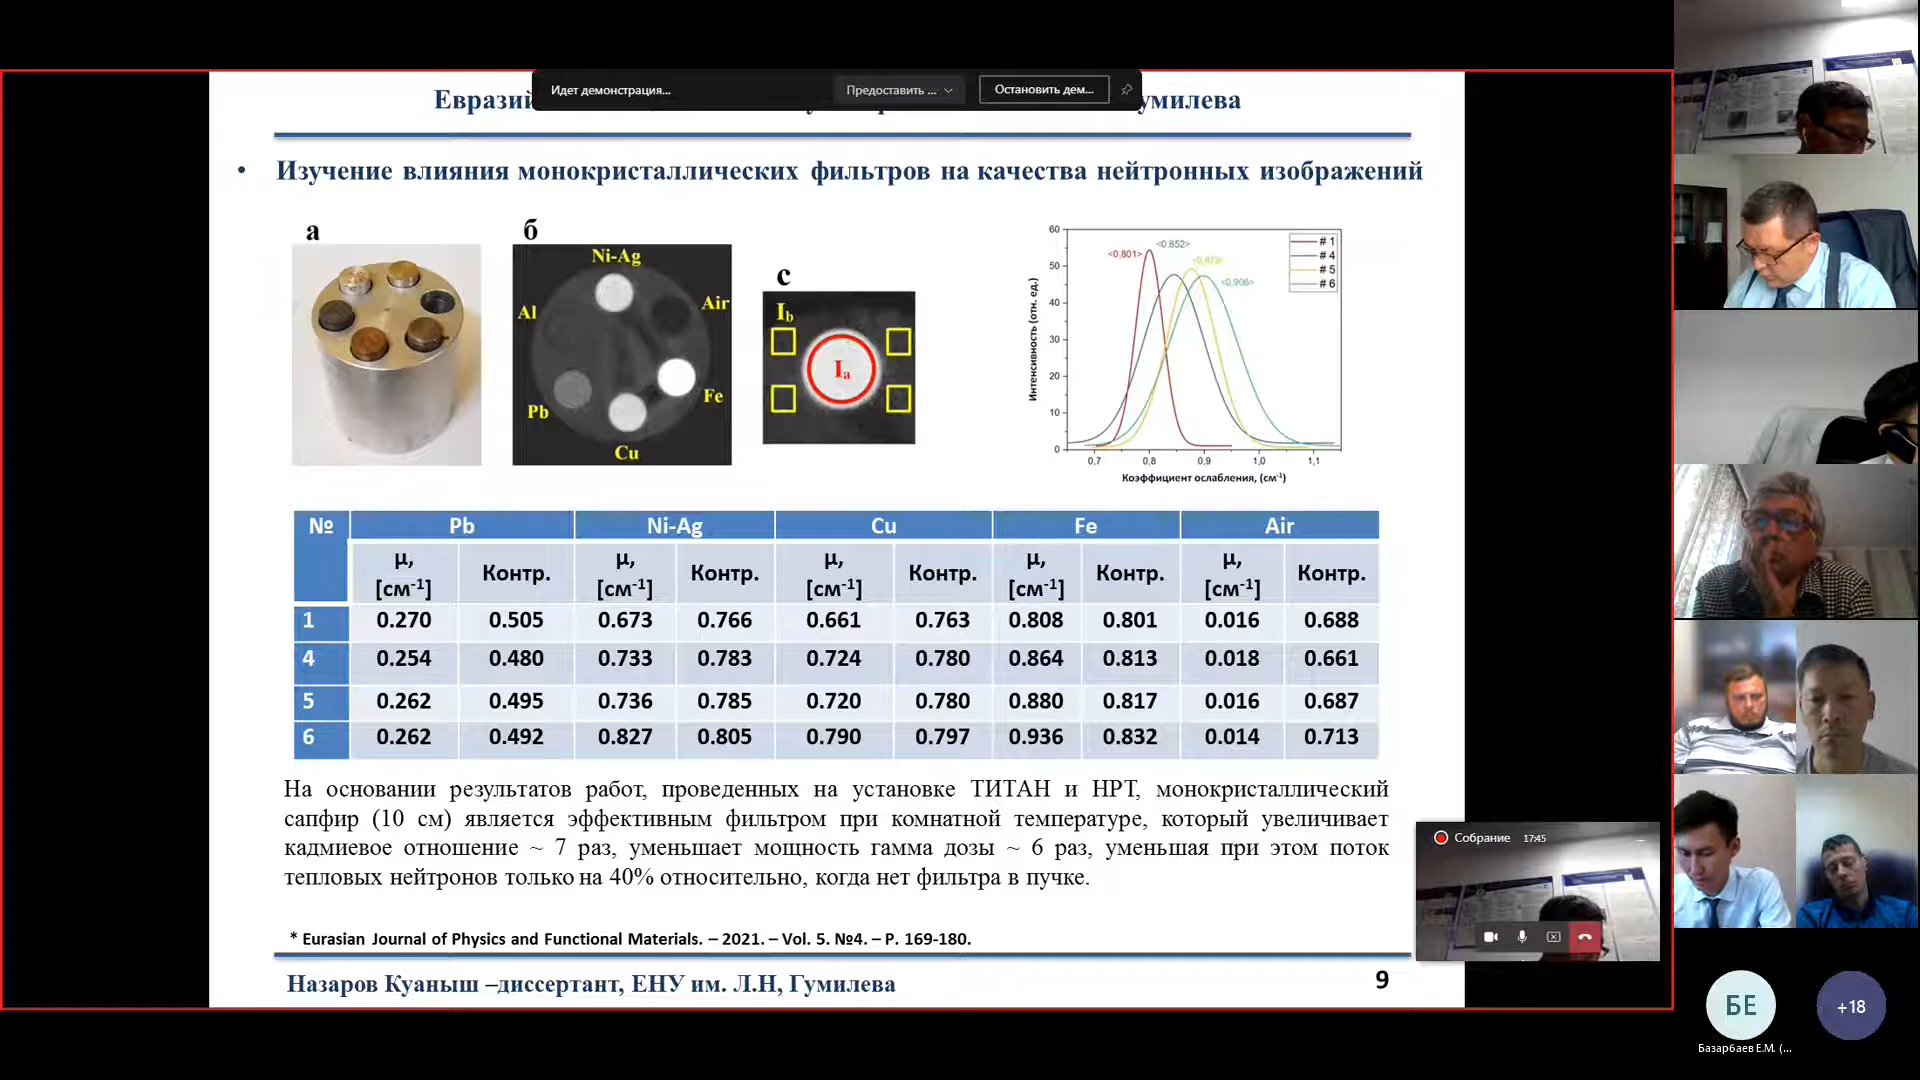 Идет демонстрация...
Предоставить ...
Остановить дем...
Евразий
умилева
• Изучение влияния монокристаллических фильтров на качества нейтронных изображений
а
б
с
Ni-Ag
Al
Air
Pb
Fe
Cu
Ib
Ia
60
50
40
30
20
10
0
Интенсивность (отн. ед.)
<0.801>
<0.852>
<0,906>
# 1
# 4
# 5
# 6
0,7 0,8 0,9 1,0 1,1
Коэффициент ослабления, (см-1)
№ Pb Ni-Ag Cu Fe Air
μ, [см-1] Контр. μ, [см-1] Контр. μ, [см-1] Контр. μ, [см-1] Контр. μ, [см-1] Контр.
1 0.270 0.505 0.673 0.766 0.661 0.763 0.808 0.801 0.016 0.688
4 0.254 0.480 0.733 0.783 0.724 0.780 0.864 0.813 0.018 0.661
5 0.262 0.495 0.736 0.785 0.720 0.780 0.880 0.817 0.016 0.687
6 0.262 0.492 0.827 0.805 0.790 0.797 0.936 0.832 0.014 0.713
На основании результатов работ, проведенных на установке ТИТАН и НРТ, монокристаллический
сапфир (10 см) является эффективным фильтром при комнатной температуре, который увеличивает
кадмиевое отношение ~ 7 раз, уменьшает мощность гамма дозы ~ 6 раз, уменьшая при этом поток
тепловых нейтронов только на 40% относительно, когда нет фильтра в пучке.
* Eurasian Journal of Physics and Functional Materials. – 2021. – Vol. 5. №4. – P. 169-180.
Назаров Куаныш –диссертант, ЕНУ им. Л.Н, Гумилева
9
Собрание 17:45
БЕ
+18
Базарбаев Е.М. (...